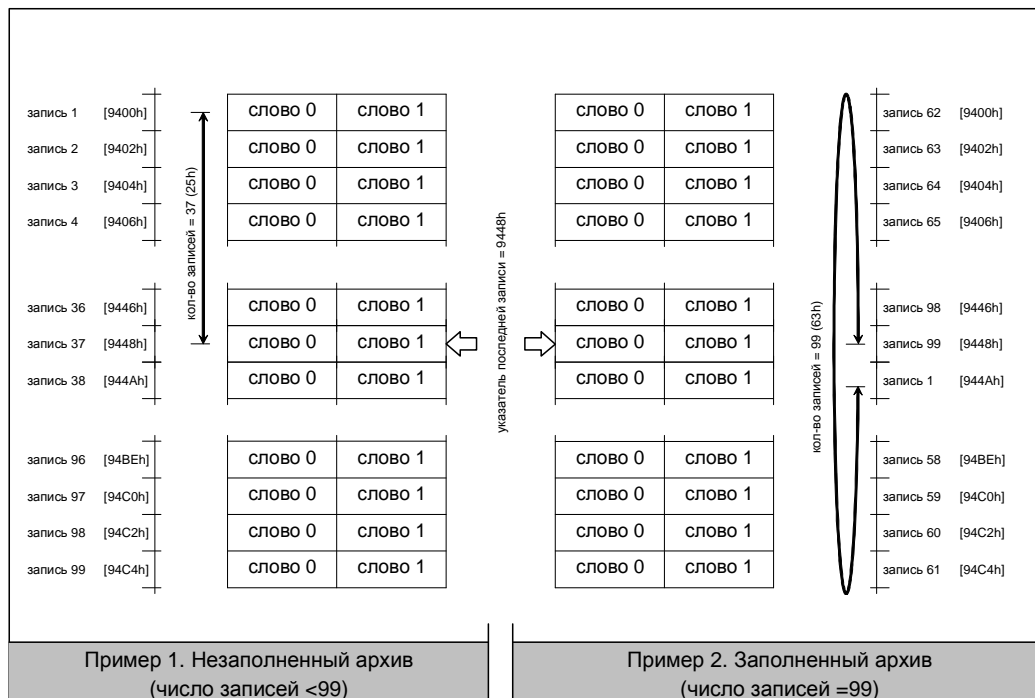 запись 1 [9400h] слово 0 слово 1 слово 0 слово 1 запись 62 [9400h]
запись 2 [9402h] слово 0 слово 1 слово 0 слово 1 запись 63 [9402h]
запись 3 [9404h] слово 0 слово 1 слово 0 слово 1 запись 64 [9404h]
запись 4 [9406h] слово 0 слово 1 слово 0 слово 1 запись 65 [9406h]
кол-во записей = 37 (25h)
указатель последней записи = 9448h
кол-во записей = 99 (63h)
запись 36 [9446h] слово 0 слово 1 слово 0 слово 1 запись 98 [9446h]
запись 37 [9448h] слово 0 слово 1 слово 0 слово 1 запись 99 [9448h]
запись 38 [944Ah] слово 0 слово 1 слово 0 слово 1 запись 1 [944Ah]
запись 96 [94BEh] слово 0 слово 1 слово 0 слово 1 запись 58 [94BEh]
запись 97 [94C0h] слово 0 слово 1 слово 0 слово 1 запись 59 [94C0h]
запись 98 [94C2h] слово 0 слово 1 слово 0 слово 1 запись 60 [94C2h]
запись 99 [94C4h] слово 0 слово 1 слово 0 слово 1 запись 61 [94C4h]
Пример 1. Незаполненный архив
(число записей <99)
Пример 2. Заполненный архив
(число записей =99)